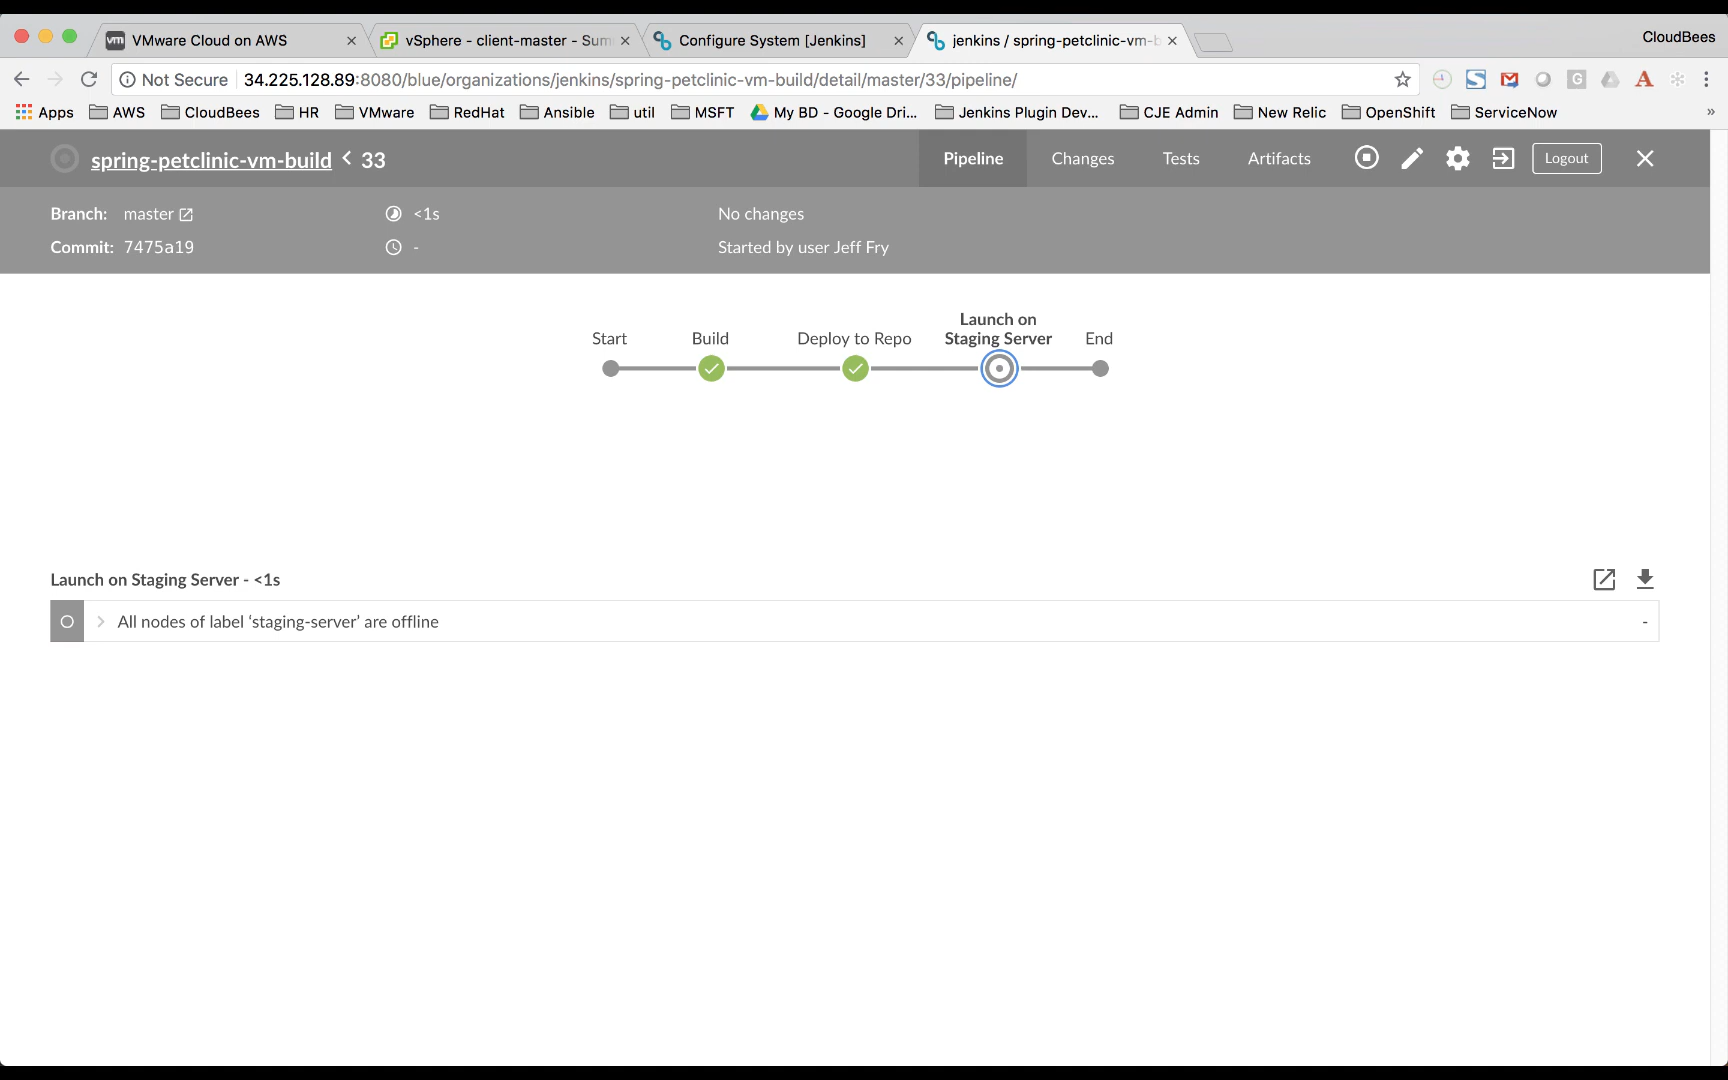 VMware Cloud on AWS
vSphere - client-master - Sum
Configure System [Jenkins]
jenkins / spring-petclinic-vm-b
CloudBees
Not Secure
34.225.128.89:8080/blue/organizations/jenkins/spring-petclinic-vm-build/detail/master/33/pipeline/
Apps AWS CloudBees HR VMware RedHat Ansible util MSFT My BD - Google Dri... Jenkins Plugin Dev... CJE Admin New Relic OpenShift ServiceNow »
spring-petclinic-vm-build < 33
Pipeline Changes Tests Artifacts Logout
Branch: master <1s No changes
Commit: 7475a19 - Started by user Jeff Fry
Launch on
Start Build Deploy to Repo Staging Server End
Launch on Staging Server - <1s
All nodes of label ‘staging-server’ are offline -